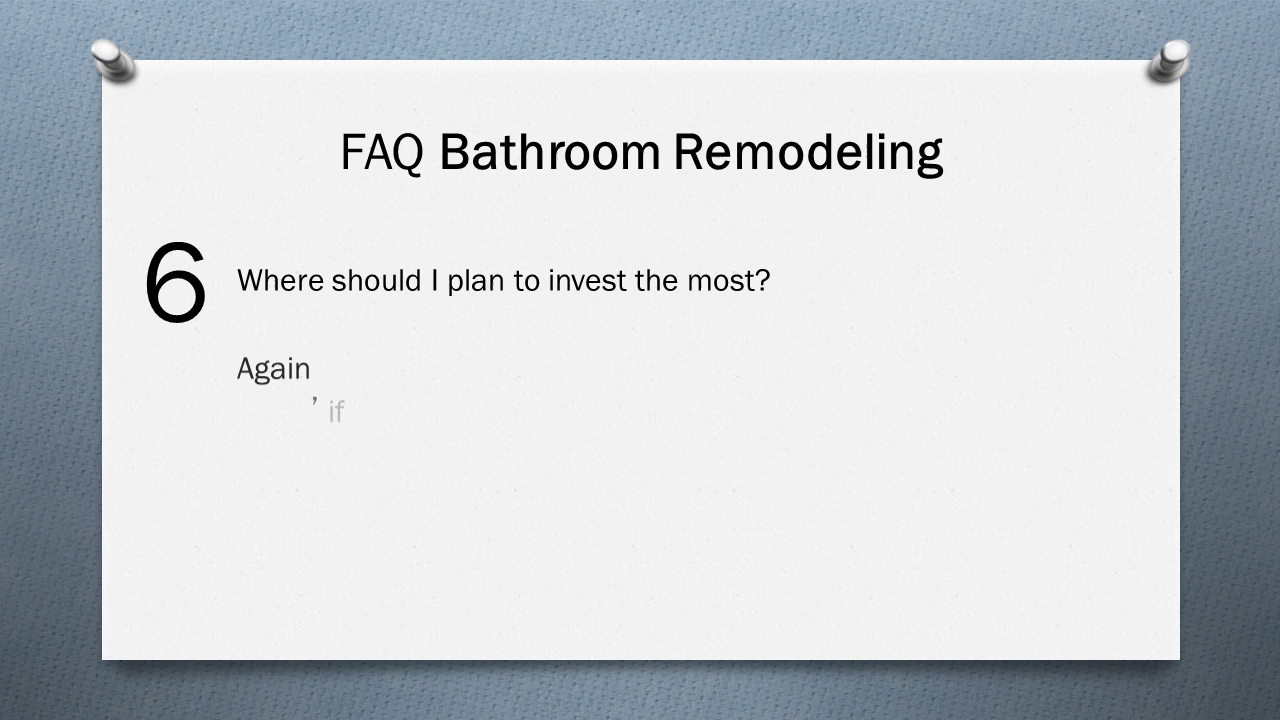 FAQ Bathroom Remodeling
6 Where should I plan to invest the most?
Again
, if